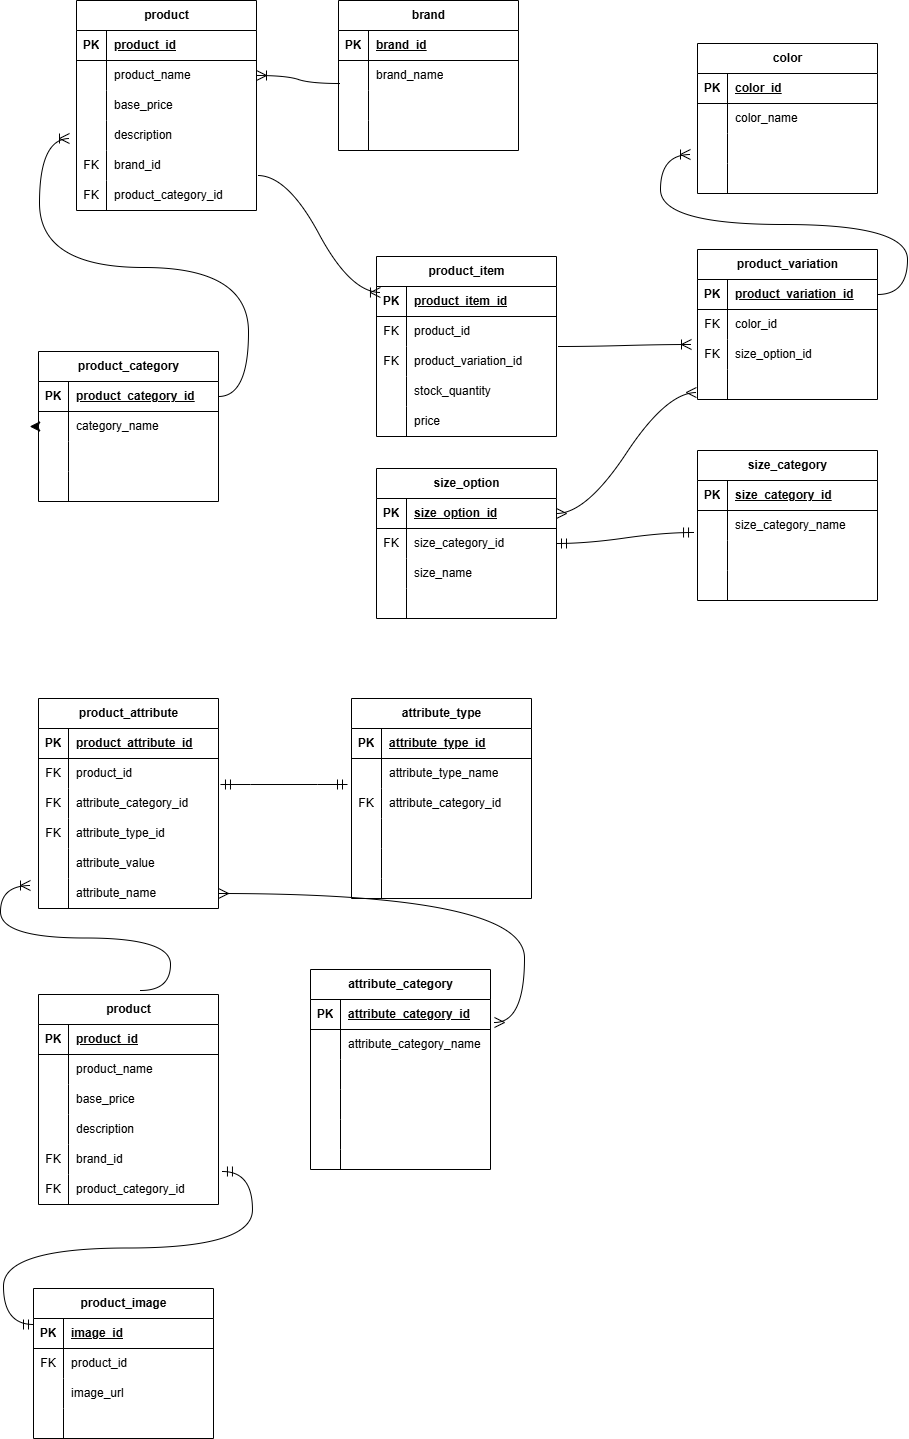 product
PK product_id
product_name
base_price
description
FK brand_id
FK product_category_id
brand
PK brand_id
brand_name
color
PK color_id
color_name
product_item
PK product_item_id
FK product_id
FK product_variation_id
stock_quantity
price
product_variation
PK product_variation_id
FK color_id
FK size_option_id
product_category
PK product_category_id
category_name
size_option
PK size_option_id
FK size_category_id
size_name
size_category
PK size_category_id
size_category_name
product_attribute
PK product_attribute_id
FK product_id
FK attribute_category_id
FK attribute_type_id
attribute_value
attribute_name
attribute_type
PK attribute_type_id
attribute_type_name
FK attribute_category_id
product
PK product_id
product_name
base_price
description
FK brand_id
FK product_category_id
attribute_category
PK attribute_category_id
attribute_category_name
product_image
PK image_id
FK product_id
image_url